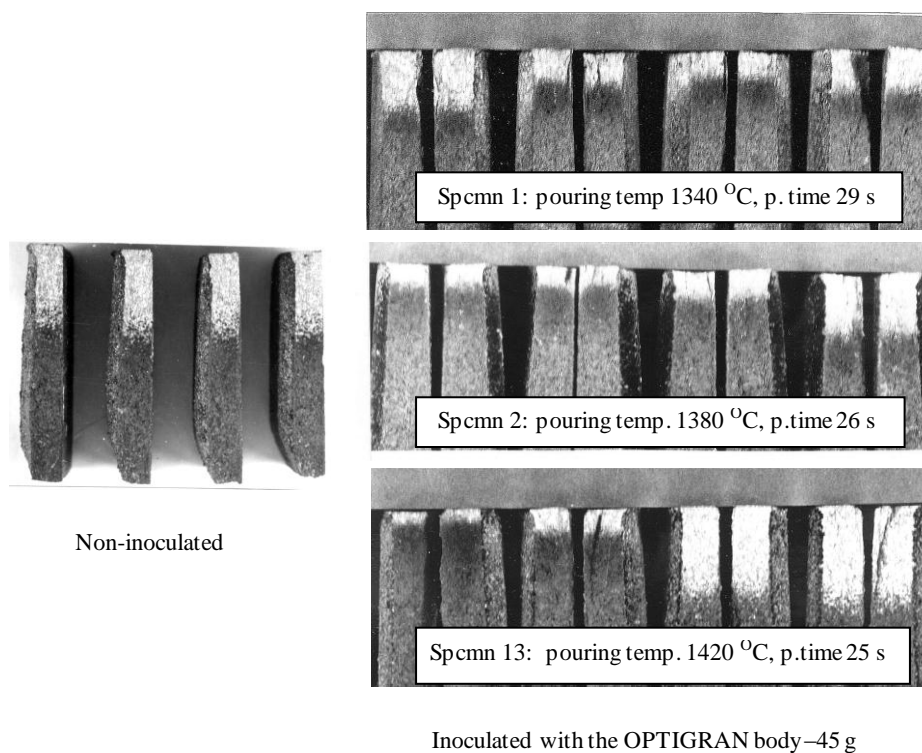 Spcmn 1: pouring temp 1340 ᴼC, p. time 29 s
Spcmn 2: pouring temp. 1380 ᴼC, p.time 26 s
Non-inoculated
Spcmn 13: pouring temp. 1420 ᴼC, p.time 25 s
Inoculated with the OPTIGRAN body–45 g